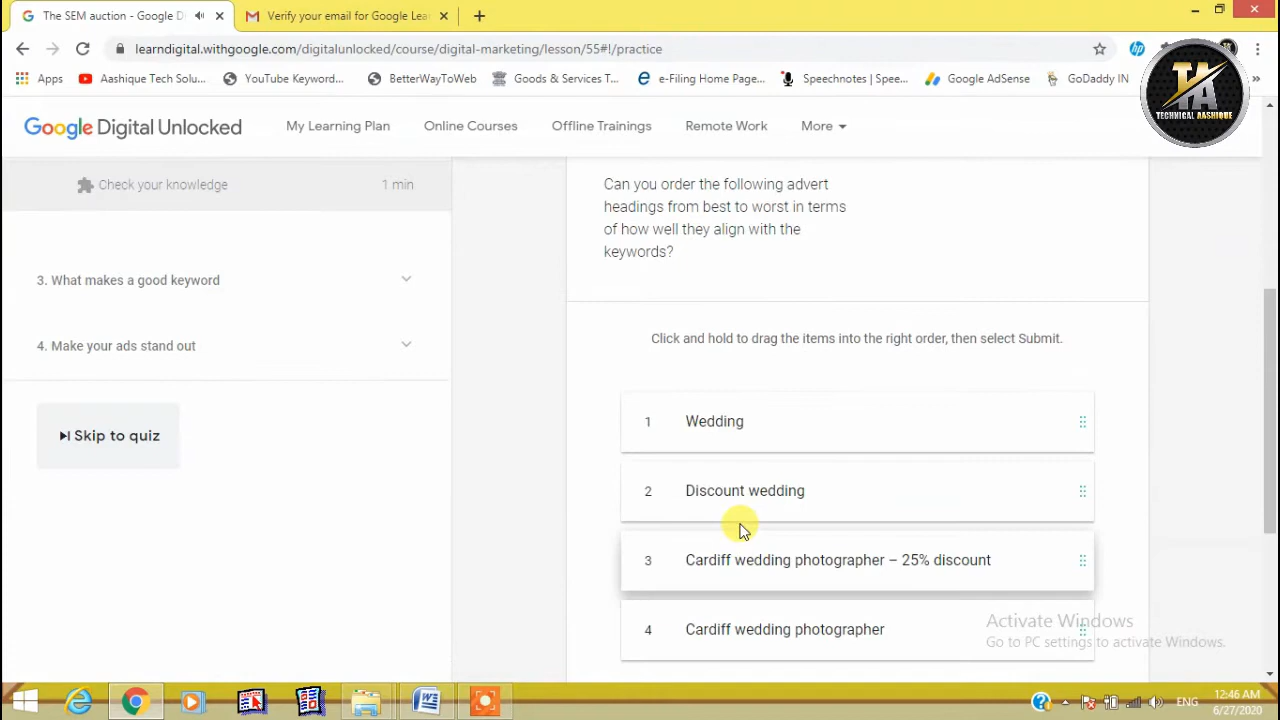 The SEM auction - Google D
Verify your email for Google Lea
learndigital.withgoogle.com/digitalunlocked/course/digital-marketing/lesson/55#!/practice
Apps
Aashique Tech Solu...
YouTube Keyword...
BetterWayToWeb
Goods & Services T...
e-Filing Home Page...
Speechnotes | Spee...
Google AdSense
GoDaddy IN
»
TA
TECHNICAL AASHIQUE
Google Digital Unlocked
My Learning Plan
Online Courses
Offline Trainings
Remote Work
More
Check your knowledge
1 min
3. What makes a good keyword
4. Make your ads stand out
Skip to quiz
Can you order the following advert
headings from best to worst in terms
of how well they align with the
keywords?
Click and hold to drag the items into the right order, then select Submit.
1 Wedding
2 Discount wedding
3 Cardiff wedding photographer – 25% discount
4 Cardiff wedding photographer
Activate Windows
Go to PC settings to activate Windows.
ENG
12:46 AM
6/27/2020